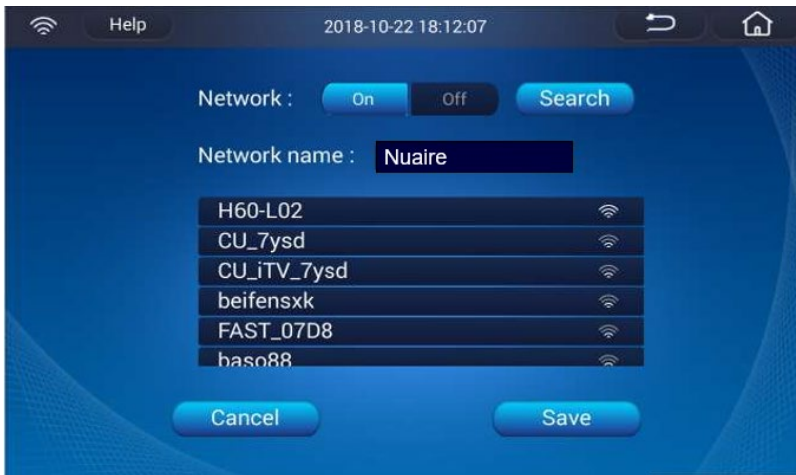 Help 2018-10-22 18:12:07
Network : On Off Search
Network name : Nuaire
H60-L02
CU_7ysd
CU_iTV_7ysd
beifensxk
FAST_07D8
baso88
Cancel Save